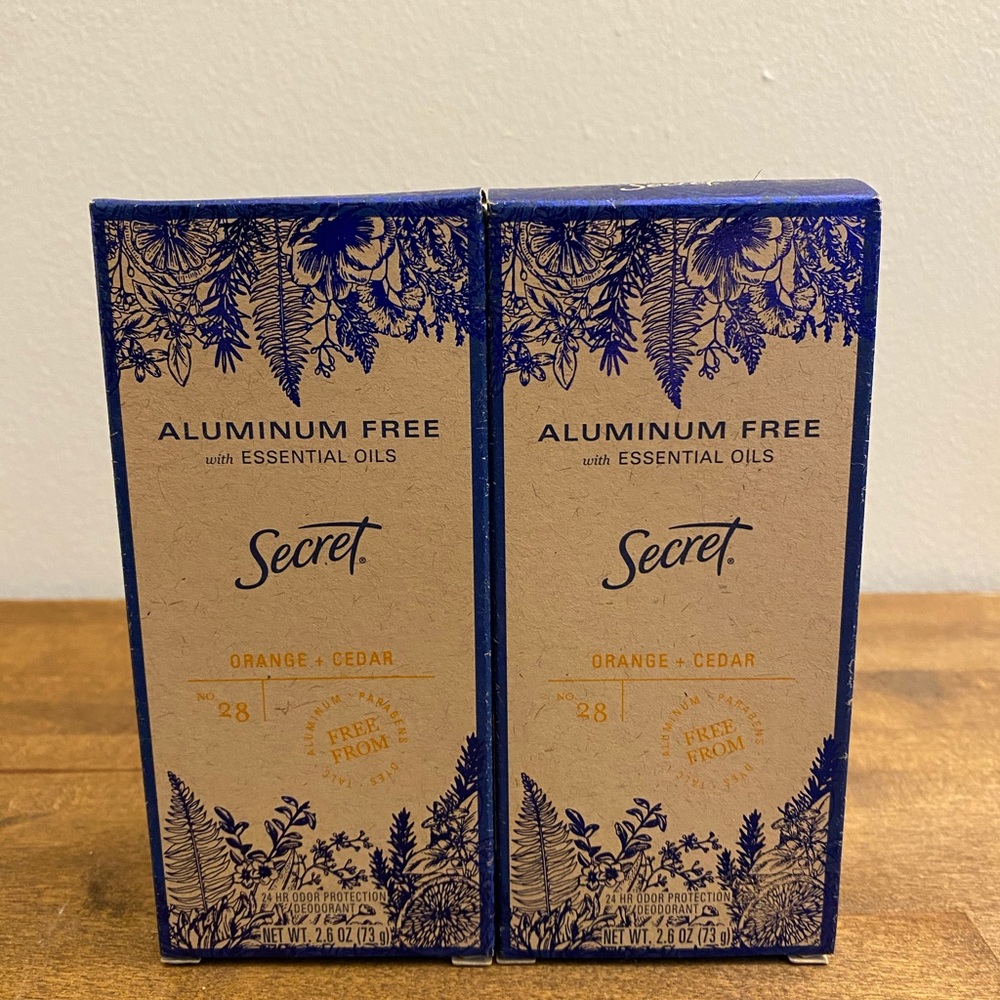 Secret
ALUMINUM FREE
with ESSENTIAL OILS
Secret®
ORANGE + CEDAR
NO. 28
ALUMINUM · PARABENS · DYES · TALC ·
FREE
FROM
24 HR ODOR PROTECTION
DEODORANT
NET WT. 2.6 OZ (73 g)
ALUMINUM FREE
with ESSENTIAL OILS
Secret®
ORANGE + CEDAR
NO. 28
ALUMINUM · PARABENS · DYES · TALC ·
FREE
FROM
24 HR ODOR PROTECTION
DEODORANT
NET WT. 2.6 OZ (73 g)